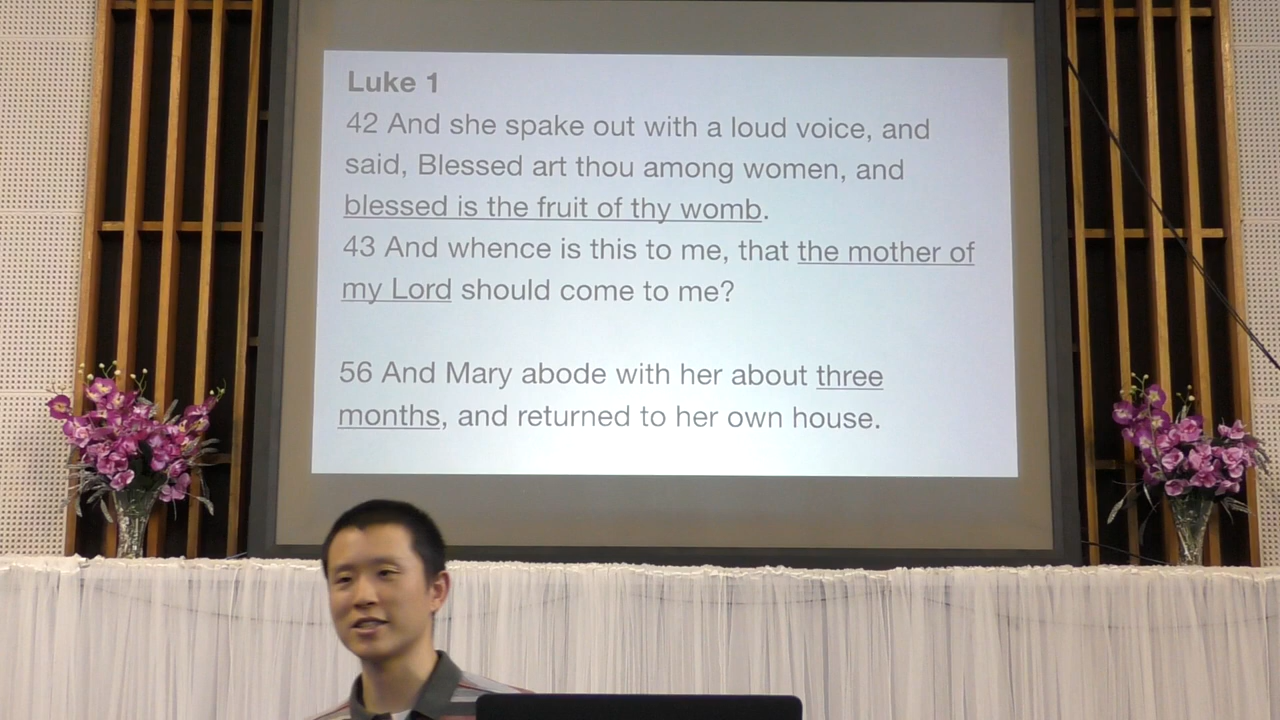 Luke 1
42 And she spake out with a loud voice, and
said, Blessed art thou among women, and
blessed is the fruit of thy womb.
43 And whence is this to me, that the mother of
my Lord should come to me?
56 And Mary abode with her about three
months, and returned to her own house.